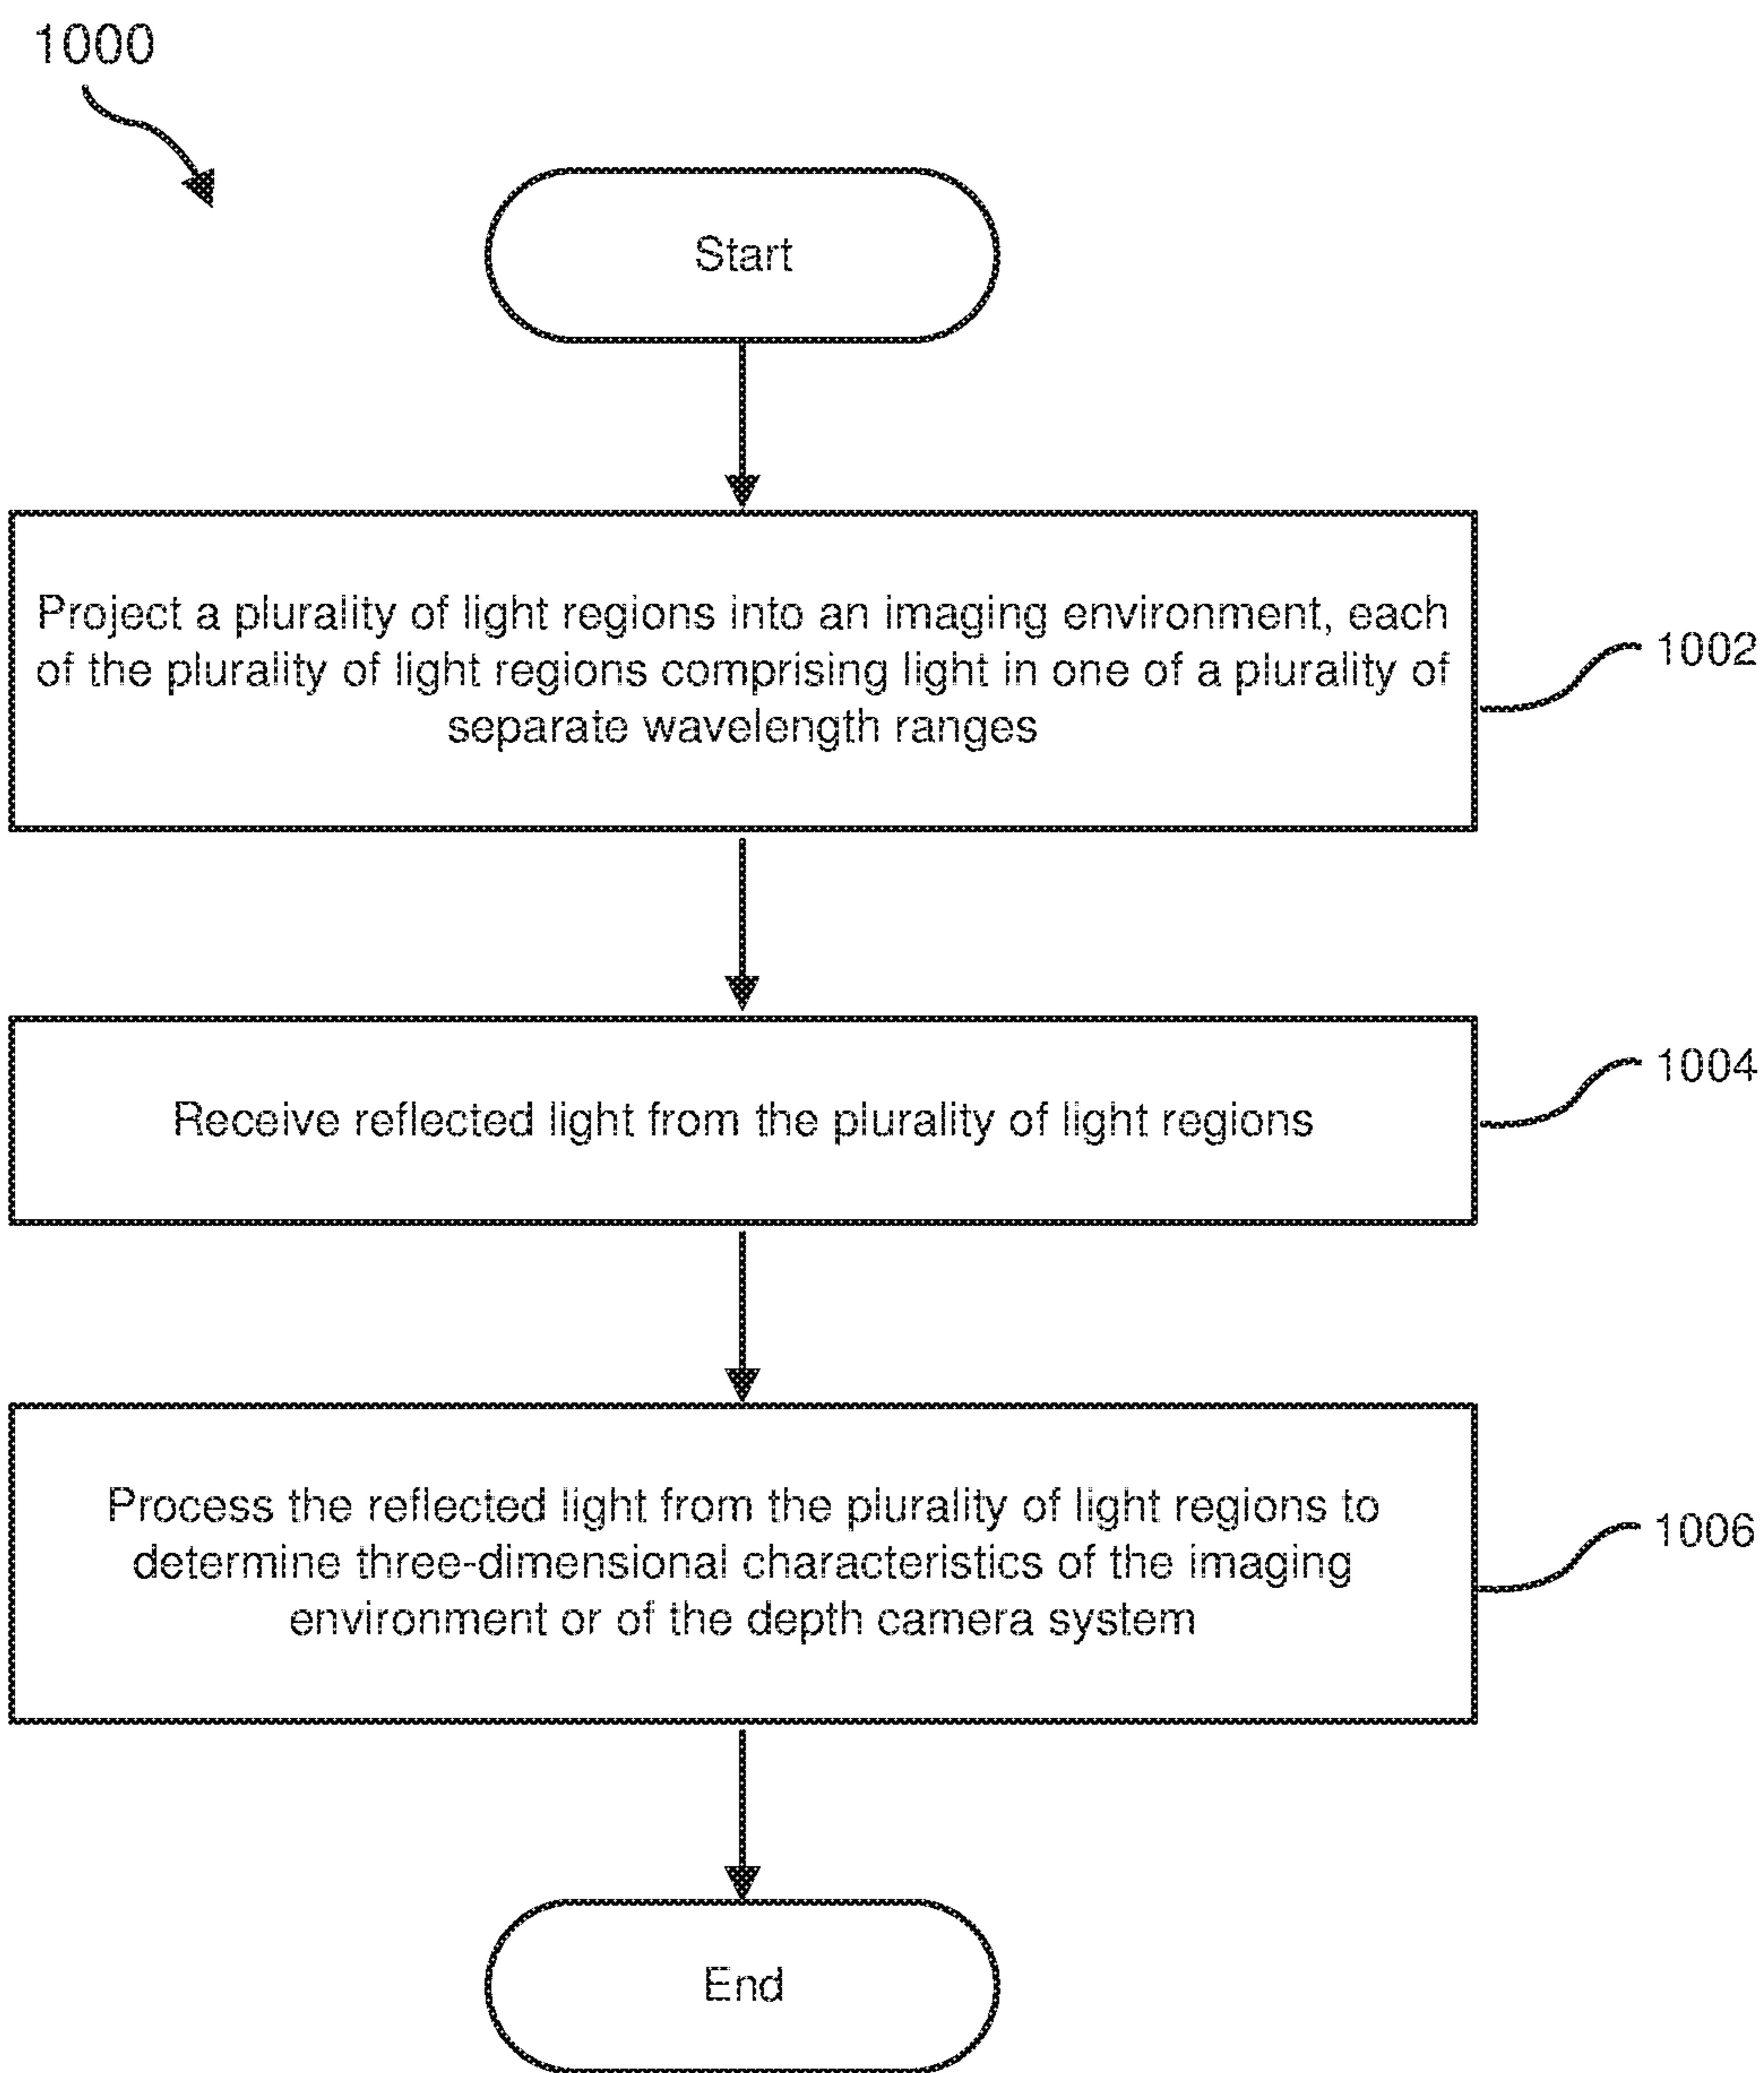 1000
Start
Project a plurality of light regions into an imaging environment, each
of the plurality of light regions comprising light in one of a plurality of
separate wavelength ranges
1002
Receive reflected light from the plurality of light regions
1004
Process the reflected light from the plurality of light regions to
determine three-dimensional characteristics of the imaging
environment or of the depth camera system
1006
End